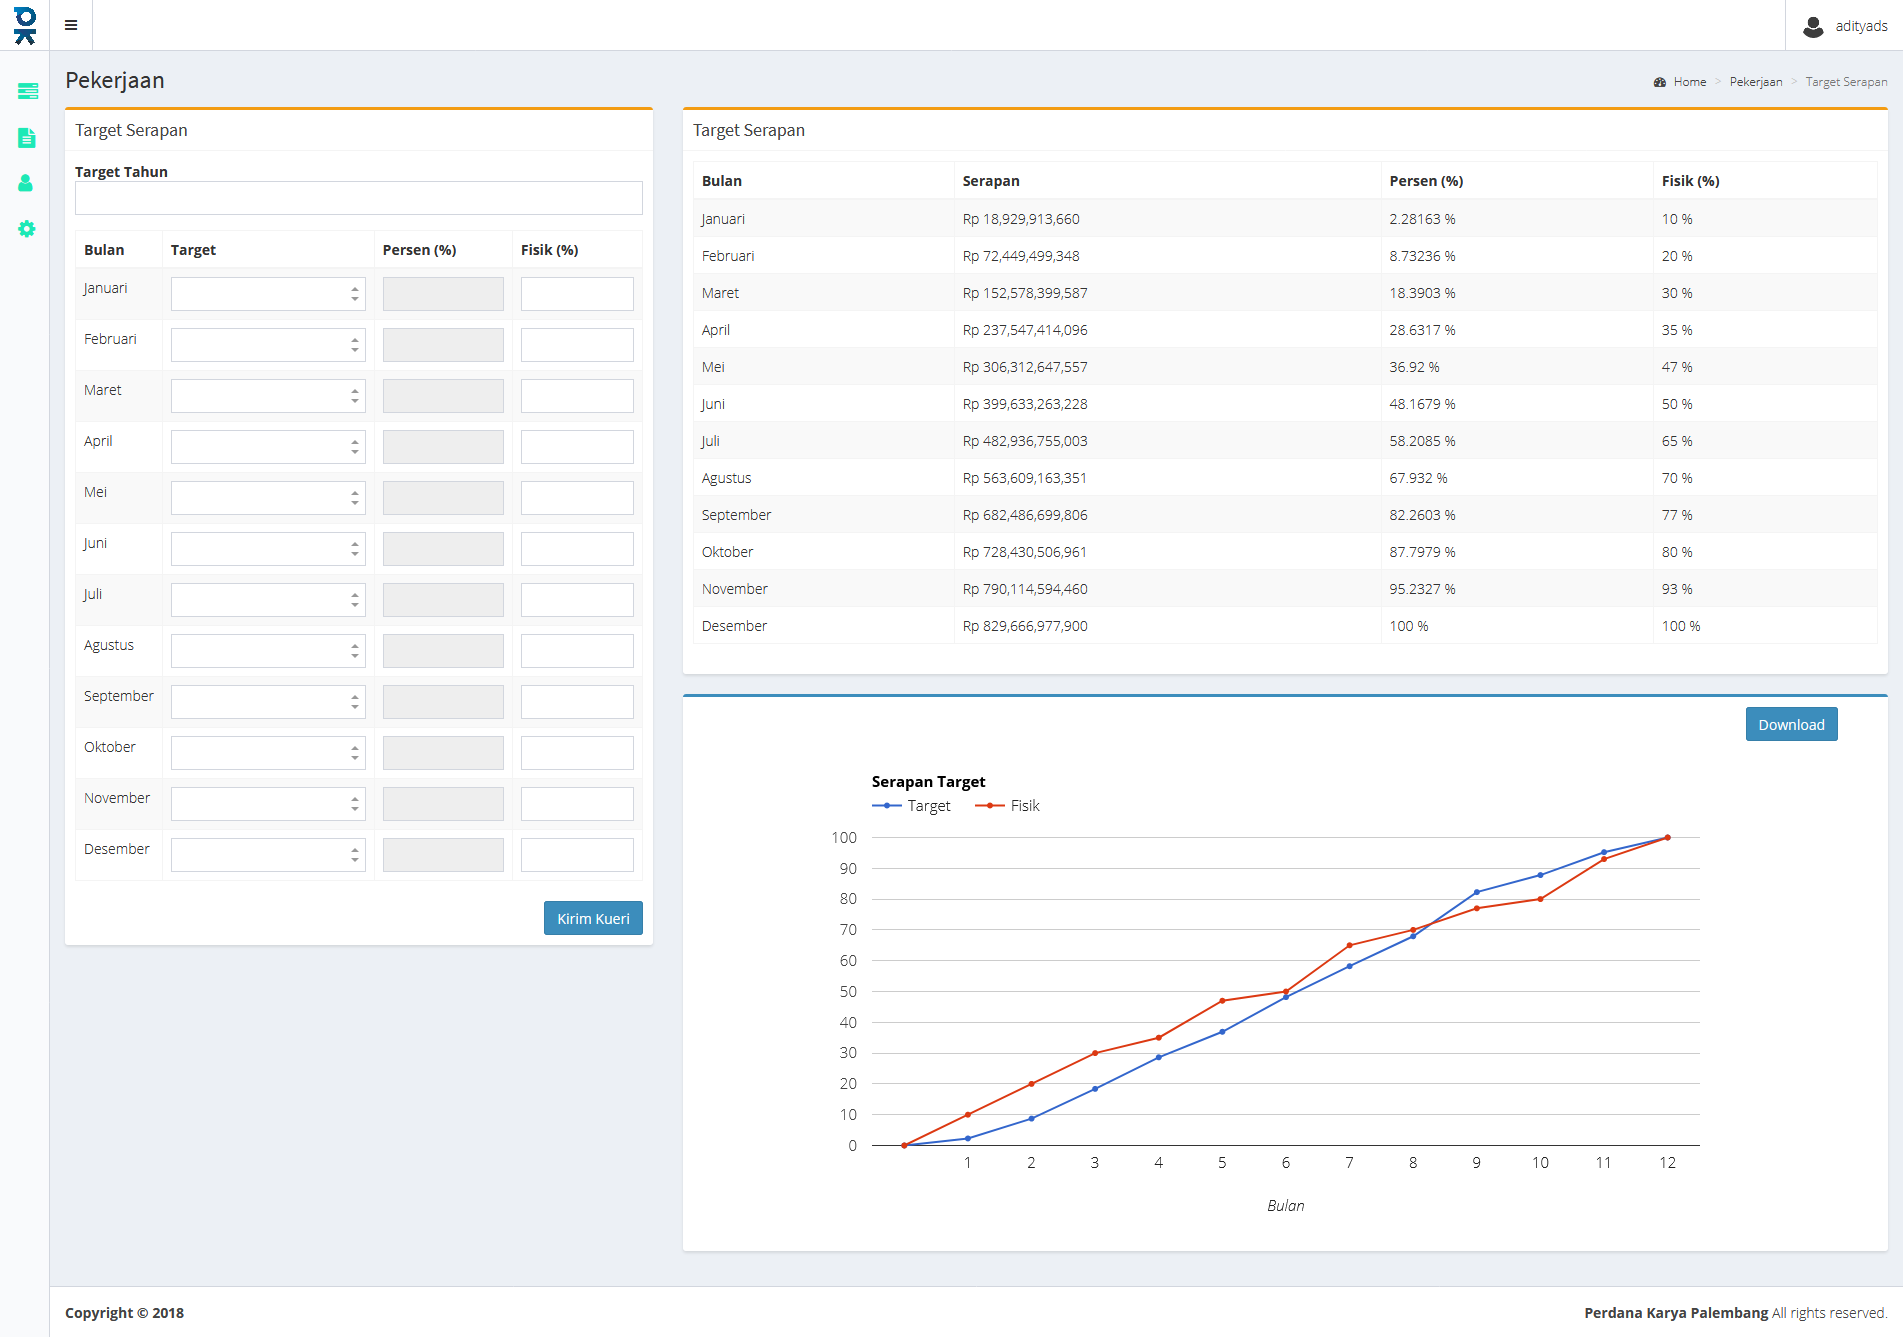 adityads
Pekerjaan
Home > Pekerjaan > Target Serapan
Target Serapan
Target Tahun
Bulan Target Persen (%) Fisik (%)
Januari
Februari
Maret
April
Mei
Juni
Juli
Agustus
September
Oktober
November
Desember
Kirim Kueri
Target Serapan
Bulan Serapan Persen (%) Fisik (%)
Januari Rp 18,929,913,660 2.28163 % 10 %
Februari Rp 72,449,499,348 8.73236 % 20 %
Maret Rp 152,578,399,587 18.3903 % 30 %
April Rp 237,547,414,096 28.6317 % 35 %
Mei Rp 306,312,647,557 36.92 % 47 %
Juni Rp 399,633,263,228 48.1679 % 50 %
Juli Rp 482,936,755,003 58.2085 % 65 %
Agustus Rp 563,609,163,351 67.932 % 70 %
September Rp 682,486,699,806 82.2603 % 77 %
Oktober Rp 728,430,506,961 87.7979 % 80 %
November Rp 790,114,594,460 95.2327 % 93 %
Desember Rp 829,666,977,900 100 % 100 %
Download
Serapan Target
Target Fisik
100
90
80
70
60
50
40
30
20
10
0
1 2 3 4 5 6 7 8 9 10 11 12
Bulan
Copyright © 2018
Perdana Karya Palembang All rights reserved.